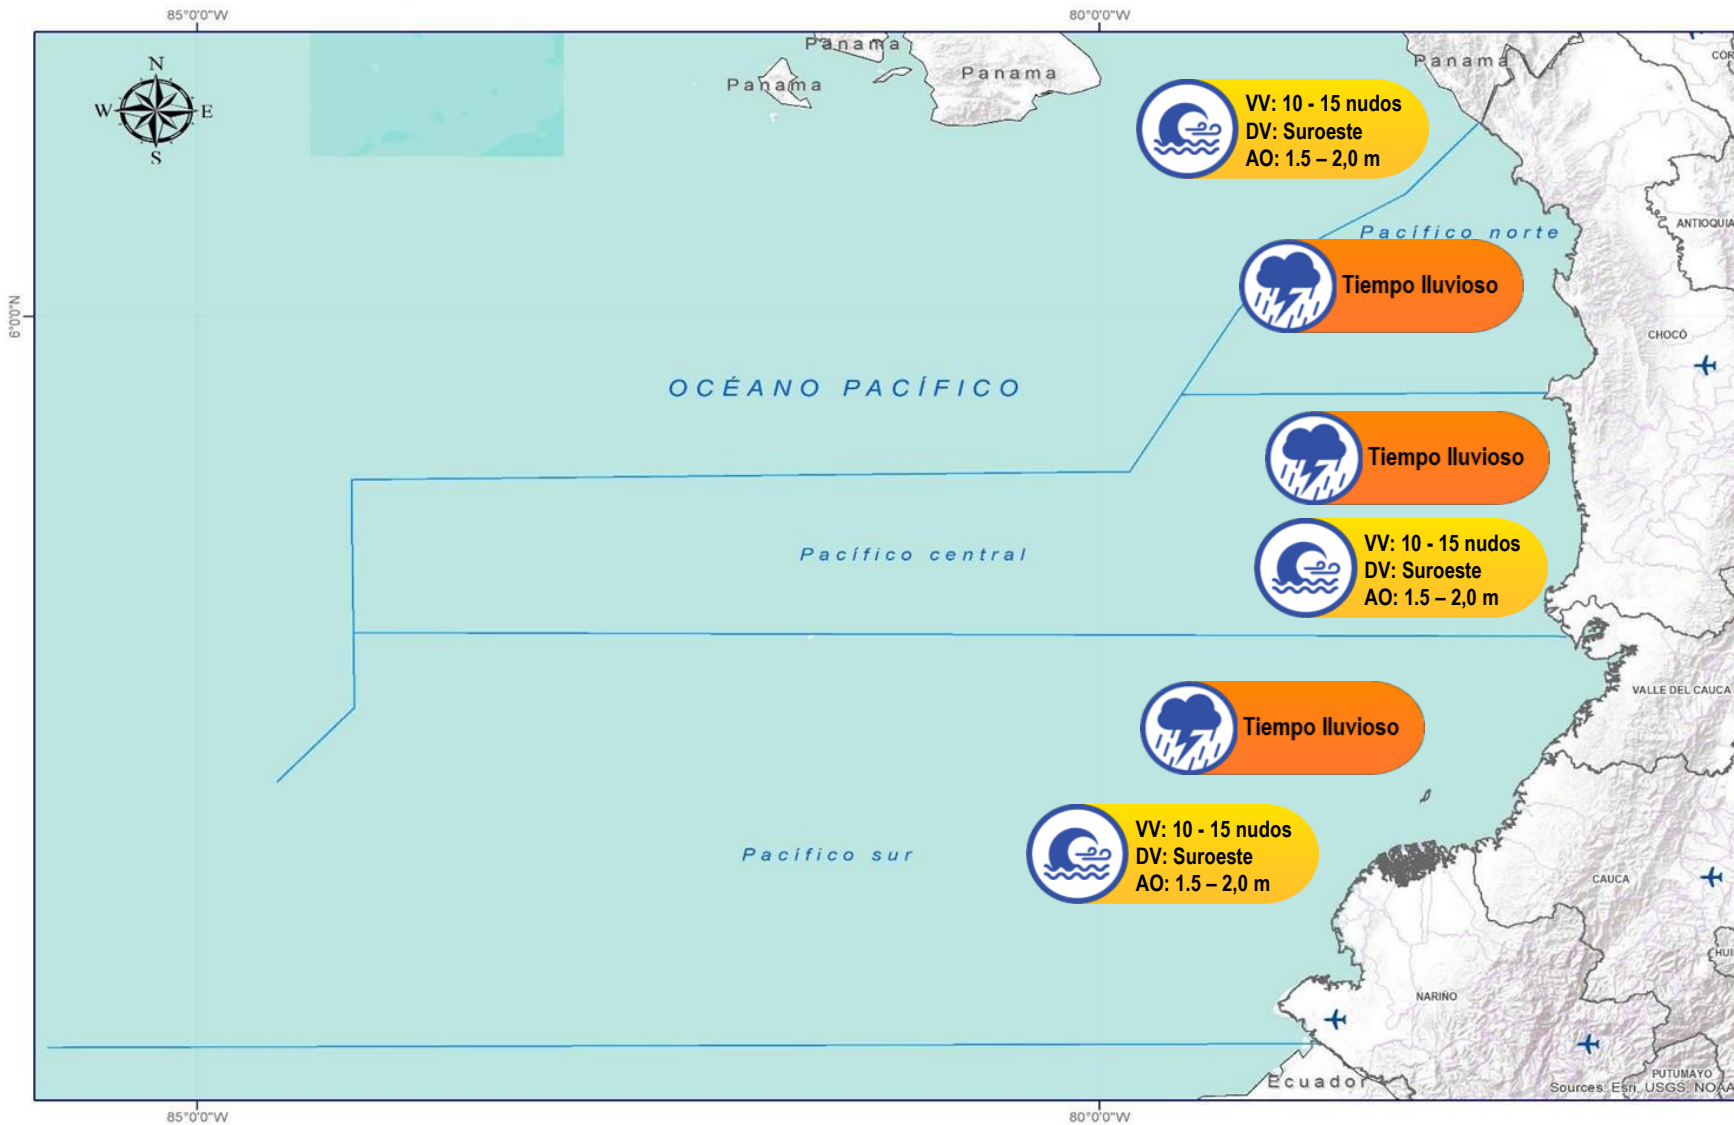 85°0'0"W
80°0'0"W
N
W
E
S
Panama
Panama
Panama
Panama
CÓR
VV: 10 - 15 nudos
DV: Suroeste
AO: 1.5 – 2,0 m
ANTIOQUIA
Pacífico norte
Tiempo lluvioso
6°0'0"N
CHOCÓ
OCÉANO PACÍFICO
Tiempo lluvioso
Pacífico central
VV: 10 - 15 nudos
DV: Suroeste
AO: 1.5 – 2,0 m
VALLE DEL CAUCA
Tiempo lluvioso
Pacífico sur
VV: 10 - 15 nudos
DV: Suroeste
AO: 1.5 – 2,0 m
CAUCA
HUI
NARIÑO
PUTUMAYO
Ecuador
Sources: Esri, USGS, NOAA
85°0'0"W
80°0'0"W